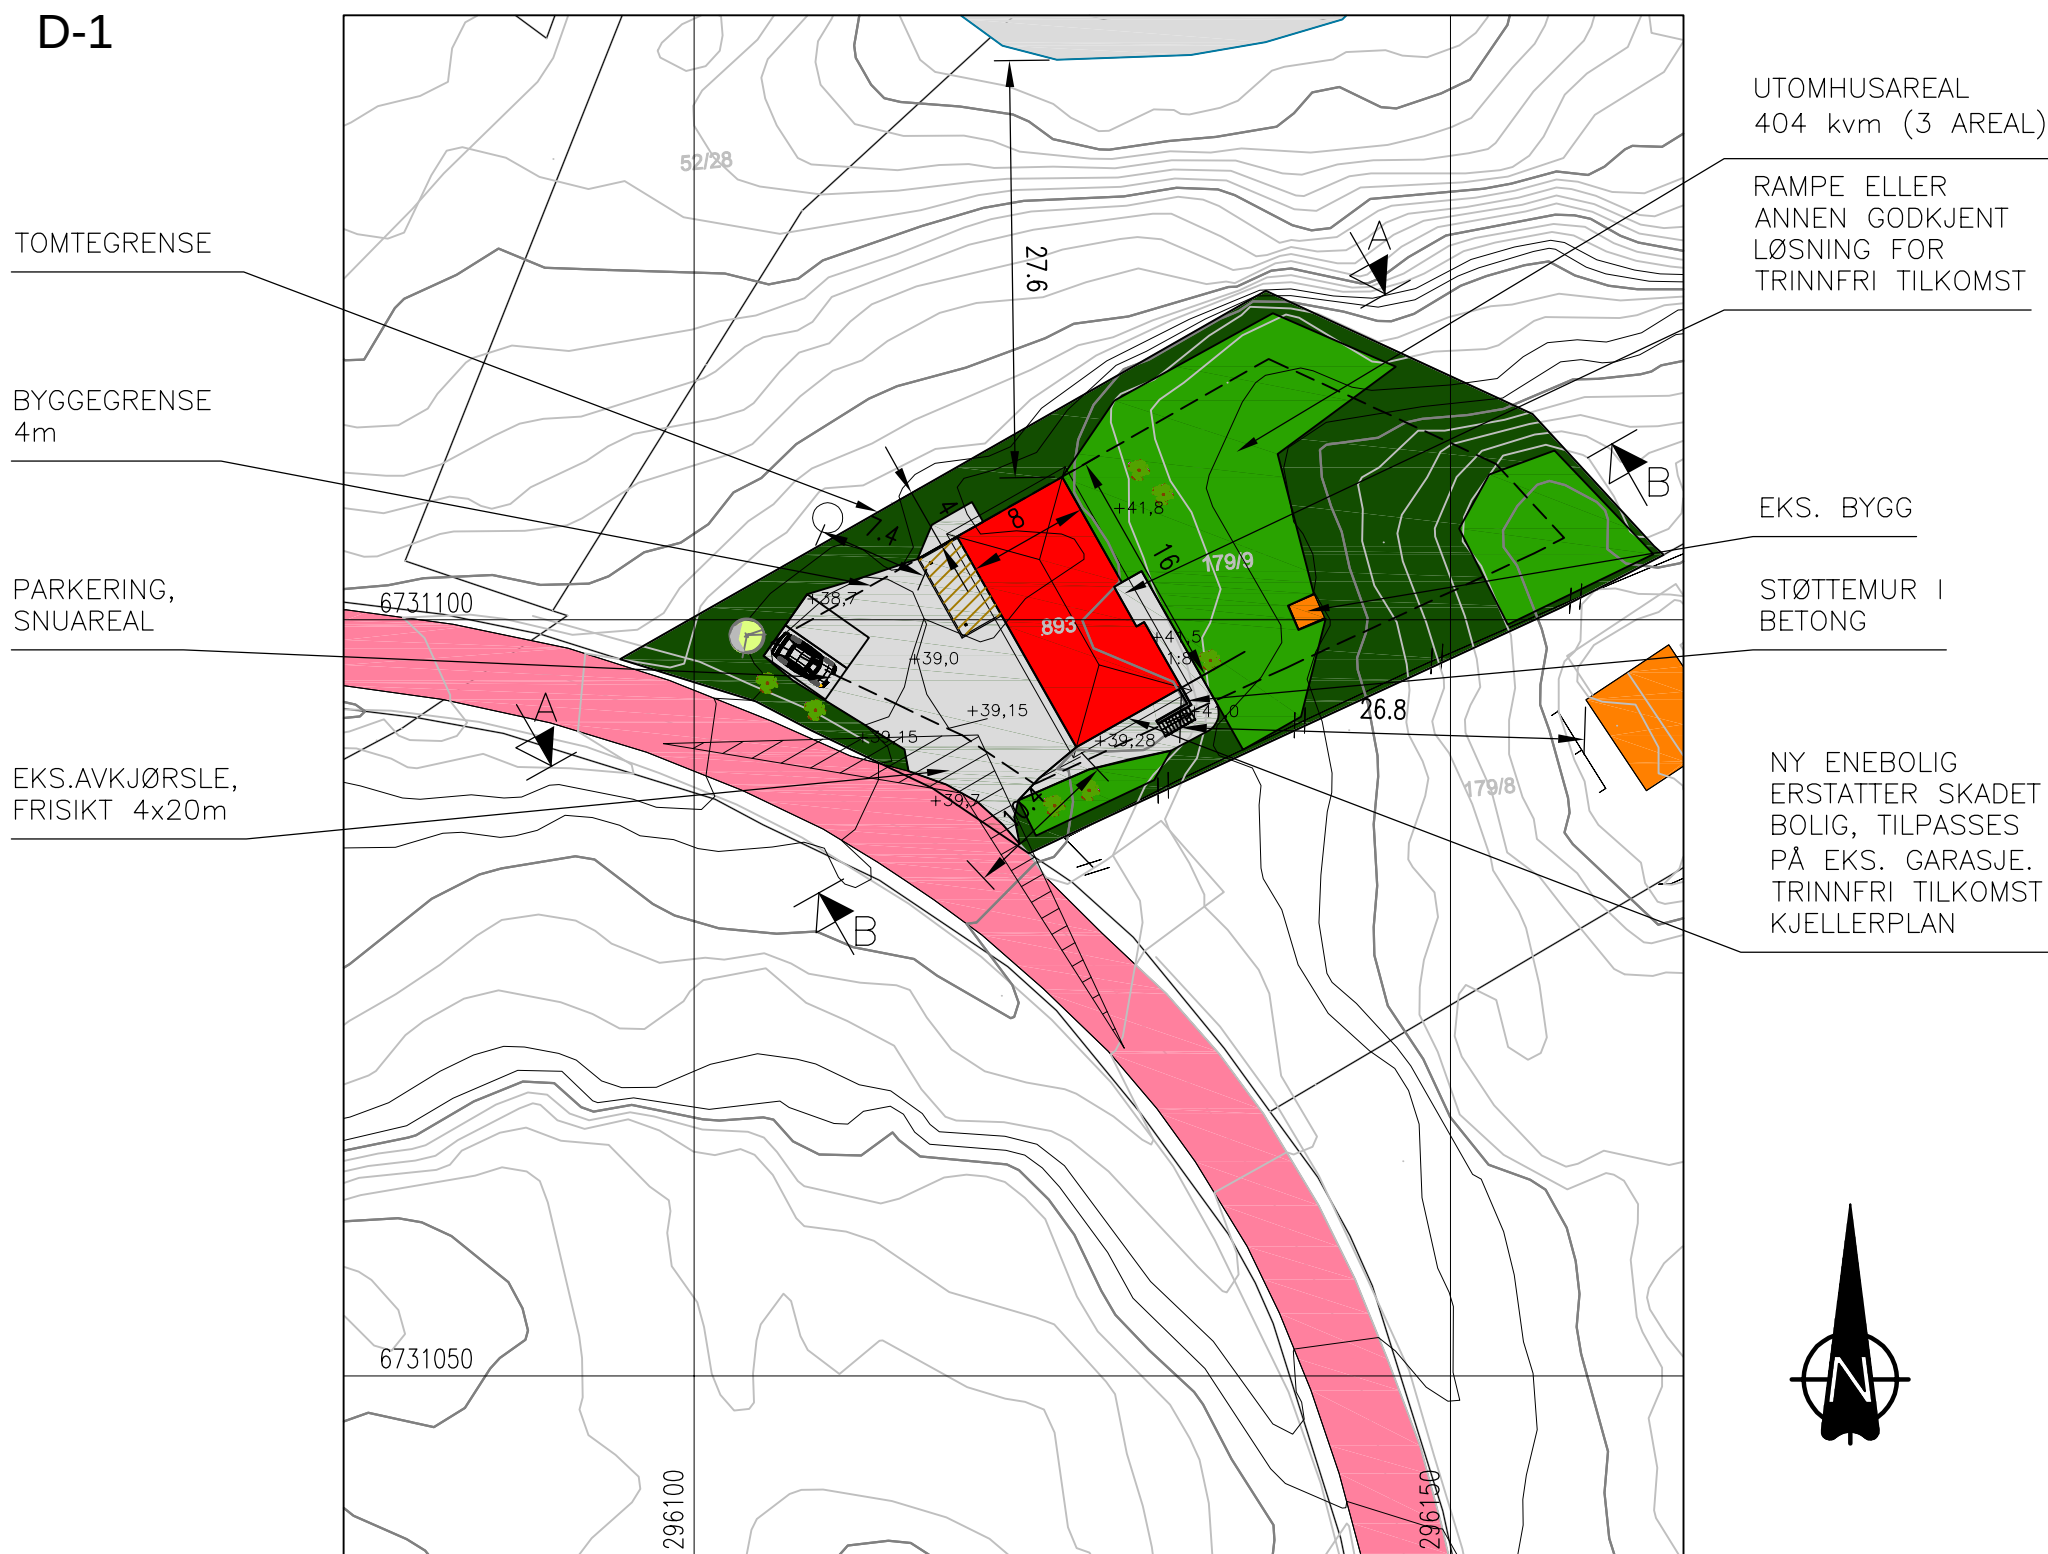 D-1
UTOMHUSAREAL
404 kvm (3 AREAL)
RAMPE ELLER
ANNEN GODKJENT
LØSNING FOR
TRINNFRI TILKOMST
TOMTEGRENSE
BYGGEGRENSE
4m
PARKERING,
SNUAREAL
EKS.AVKJØRSLE,
FRISIKT 4x20m
EKS. BYGG
STØTTEMUR I
BETONG
NY ENEBOLIG
ERSTATTER SKADET
BOLIG, TILPASSES
PÅ EKS. GARASJE.
TRINNFRI TILKOMST
KJELLERPLAN
52/28
27.6
A
B
7.4
4
8
+41,8
16
179/9
+38,7
893
+41,5
1:8
+39,0
+39,15
+39,15
+39,28
+39,7
26.8
179/8
A
B
6731100
6731050
296100
296150
N